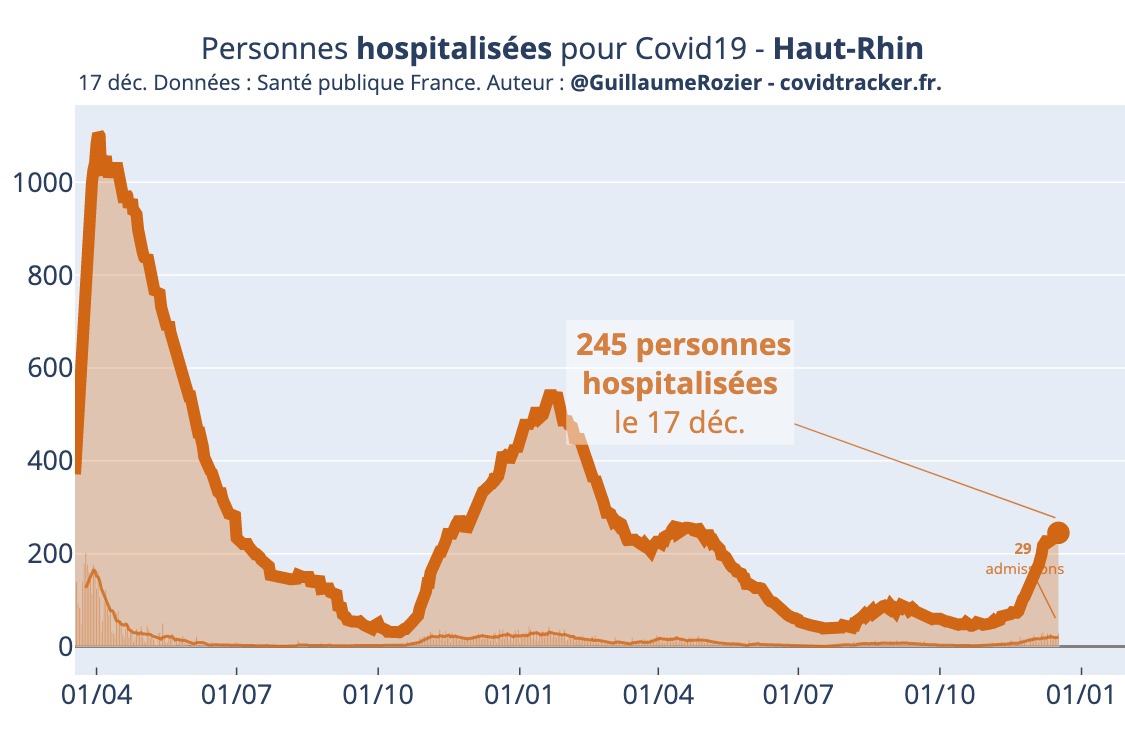 Personnes hospitalisées pour Covid19 - Haut-Rhin
17 déc. Données : Santé publique France. Auteur : @GuillaumeRozier - covidtracker.fr.
1000
800
600
400
200
0
245 personnes
hospitalisées
le 17 déc.
29
admissions
01/04
01/07
01/10
01/01
01/04
01/07
01/10
01/01